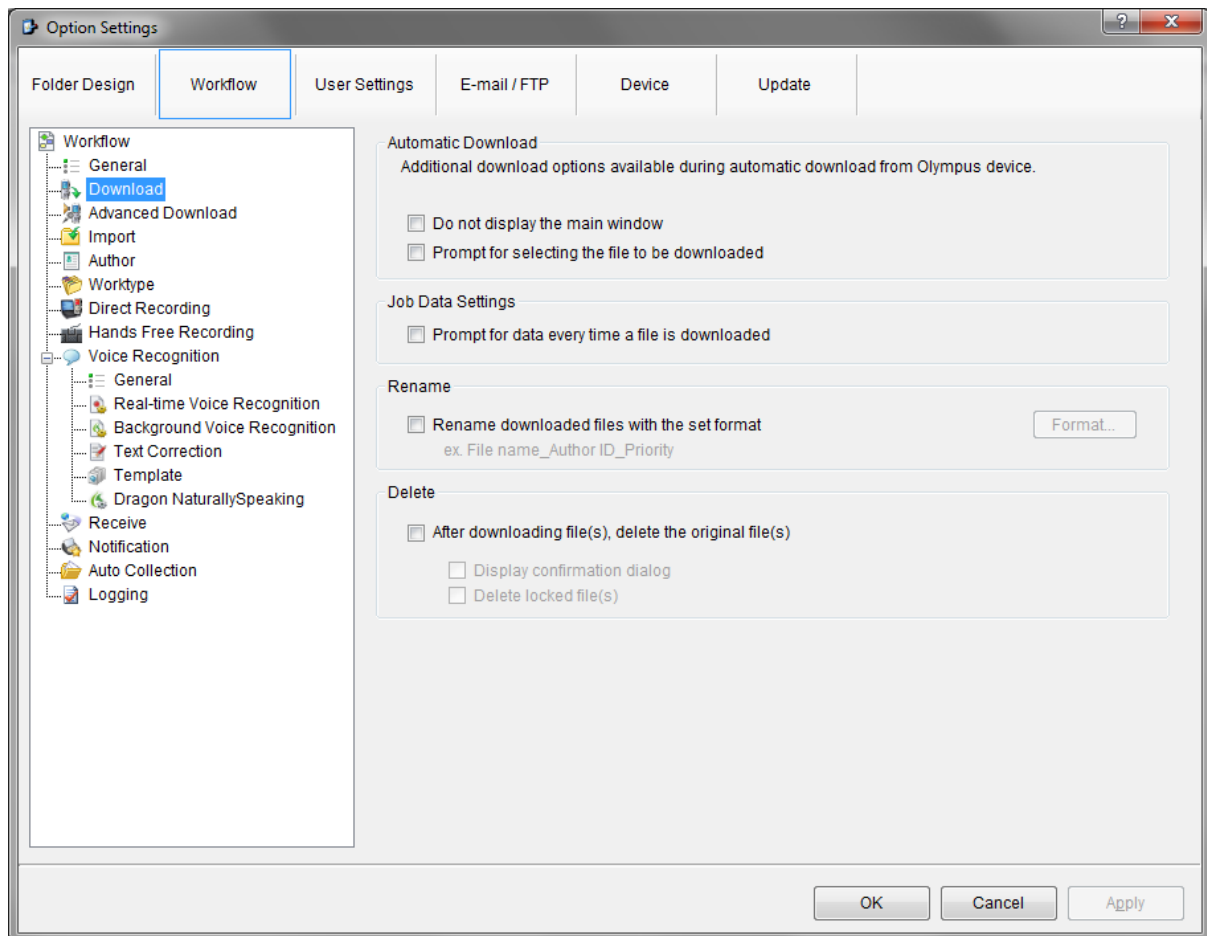 Option Settings
?
X
Folder Design
Workflow
User Settings
E-mail / FTP
Device
Update
Workflow
General
Download
Advanced Download
Import
Author
Worktype
Direct Recording
Hands Free Recording
Voice Recognition
General
Real-time Voice Recognition
Background Voice Recognition
Text Correction
Template
Dragon NaturallySpeaking
Receive
Notification
Auto Collection
Logging
Automatic Download
Additional download options available during automatic download from Olympus device.
Do not display the main window
Prompt for selecting the file to be downloaded
Job Data Settings
Prompt for data every time a file is downloaded
Rename
Rename downloaded files with the set format
Format...
ex. File name_Author ID_Priority
Delete
After downloading file(s), delete the original file(s)
Display confirmation dialog
Delete locked file(s)
OK
Cancel
Apply